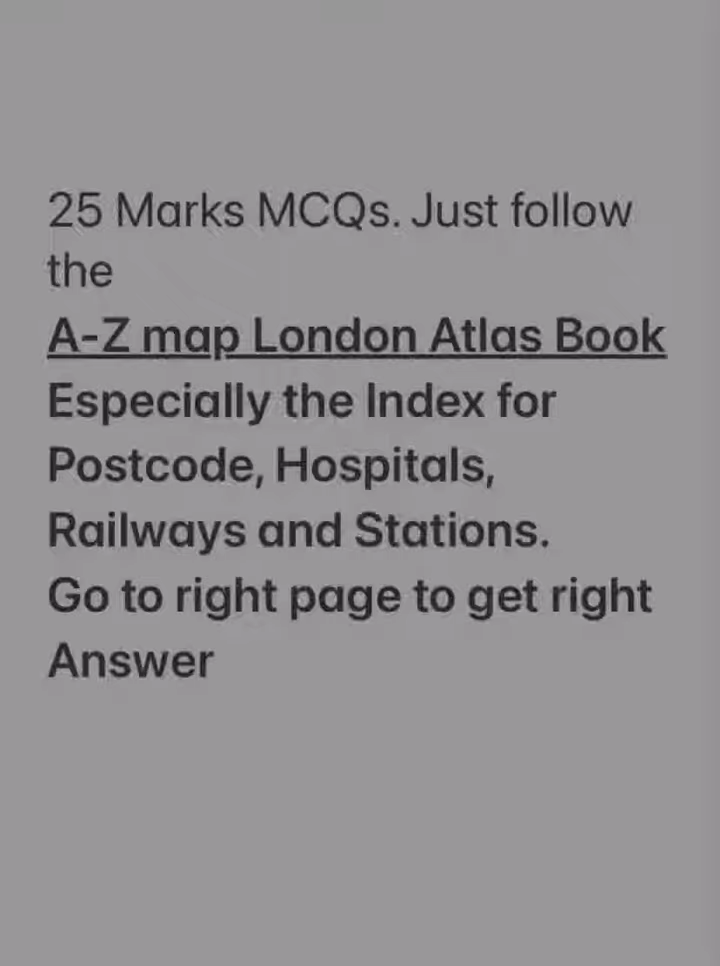 25 Marks MCQs. Just follow
the
A-Z map London Atlas Book
Especially the Index for
Postcode, Hospitals,
Railways and Stations.
Go to right page to get right
Answer